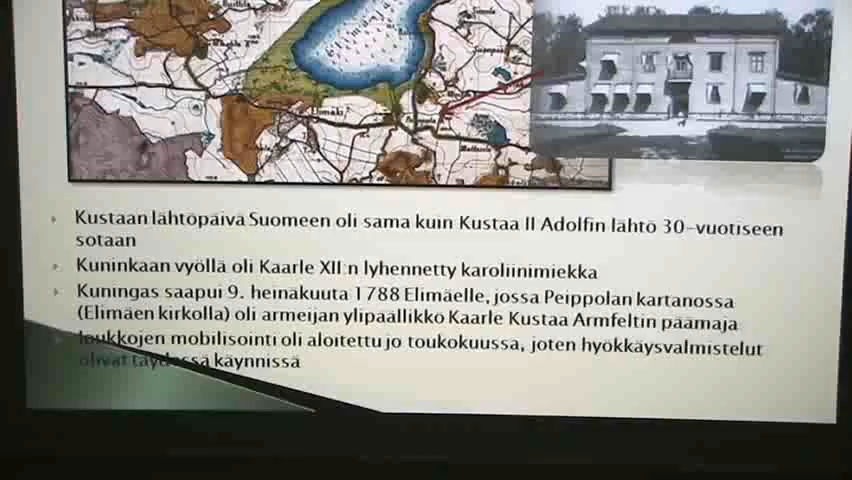 Elimäki
Kustaan lähtöpäivä Suomeen oli sama kuin Kustaa II Adolfin lähtö 30-vuotiseen
sotaan
Kuninkaan vyöllä oli Kaarle XII:n lyhennetty karoliinimiekka
Kuningas saapui 9. heinäkuuta 1788 Elimäelle, jossa Peippolan kartanossa
(Elimäen kirkolla) oli armeijan ylipäällikkö Kaarle Kustaa Armfeltin päämaja
Joukkojen mobilisointi oli aloitettu jo toukokuussa, joten hyökkäysvalmistelut
olivat täydessä käynnissä